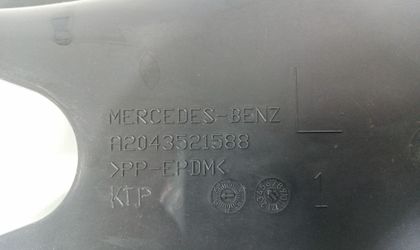 MERCEDES-BENZ L
A2043521588
>PP-EPDM<
KTP 1